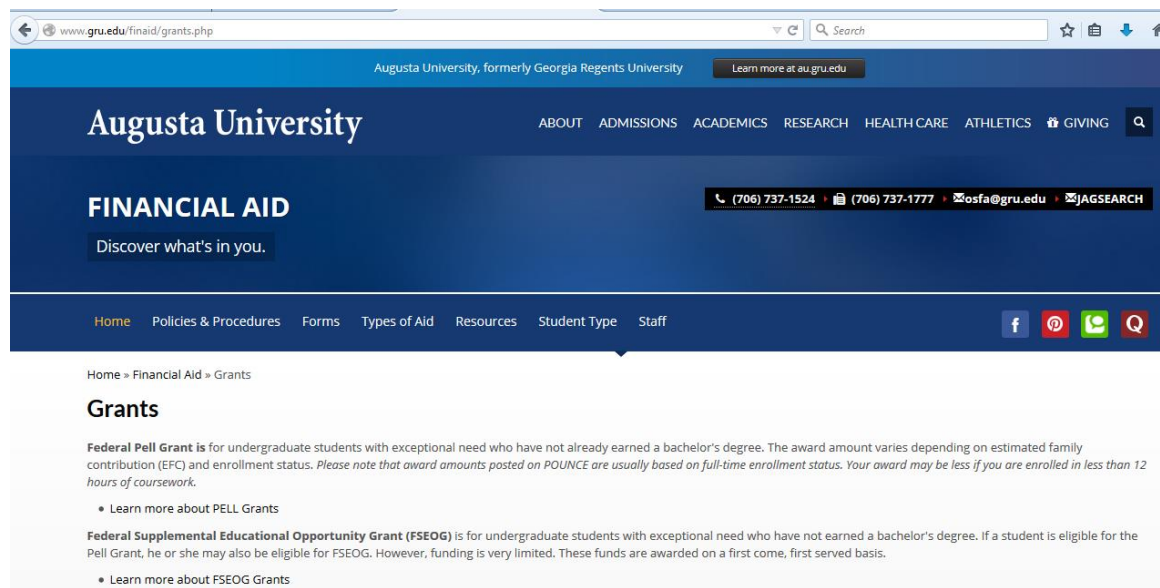 www.gru.edu/finaid/grants.php
Search
Augusta University, formerly Georgia Regents University
Learn more at au.gru.edu
Augusta University
ABOUT ADMISSIONS ACADEMICS RESEARCH HEALTH CARE ATHLETICS GIVING
FINANCIAL AID
(706) 737-1524 (706) 737-1777 osfa@gru.edu JAGSEARCH
Discover what's in you.
Home Policies & Procedures Forms Types of Aid Resources Student Type Staff
Home » Financial Aid » Grants
Grants
Federal Pell Grant is for undergraduate students with exceptional need who have not already earned a bachelor's degree. The award amount varies depending on estimated family
contribution (EFC) and enrollment status. Please note that award amounts posted on POUNCE are usually based on full-time enrollment status. Your award may be less if you are enrolled in less than 12
hours of coursework.
• Learn more about PELL Grants
Federal Supplemental Educational Opportunity Grant (FSEOG) is for undergraduate students with exceptional need who have not earned a bachelor's degree. If a student is eligible for the
Pell Grant, he or she may also be eligible for FSEOG. However, funding is very limited. These funds are awarded on a first come, first served basis.
• Learn more about FSEOG Grants